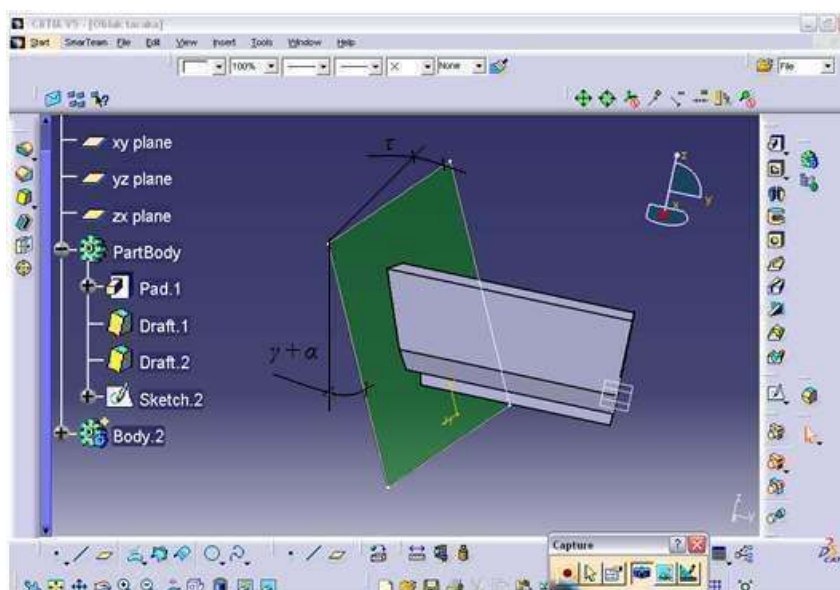 CATIA V5 - [Oblak tacaka]
Start SmarTeam File Edit View Insert Tools Window Help
100% None File
xy plane
yz plane
zx plane
PartBody
Pad.1
Draft.1
Draft.2
Sketch.2
Body.2
τ
γ+α
z
x
y
Capture